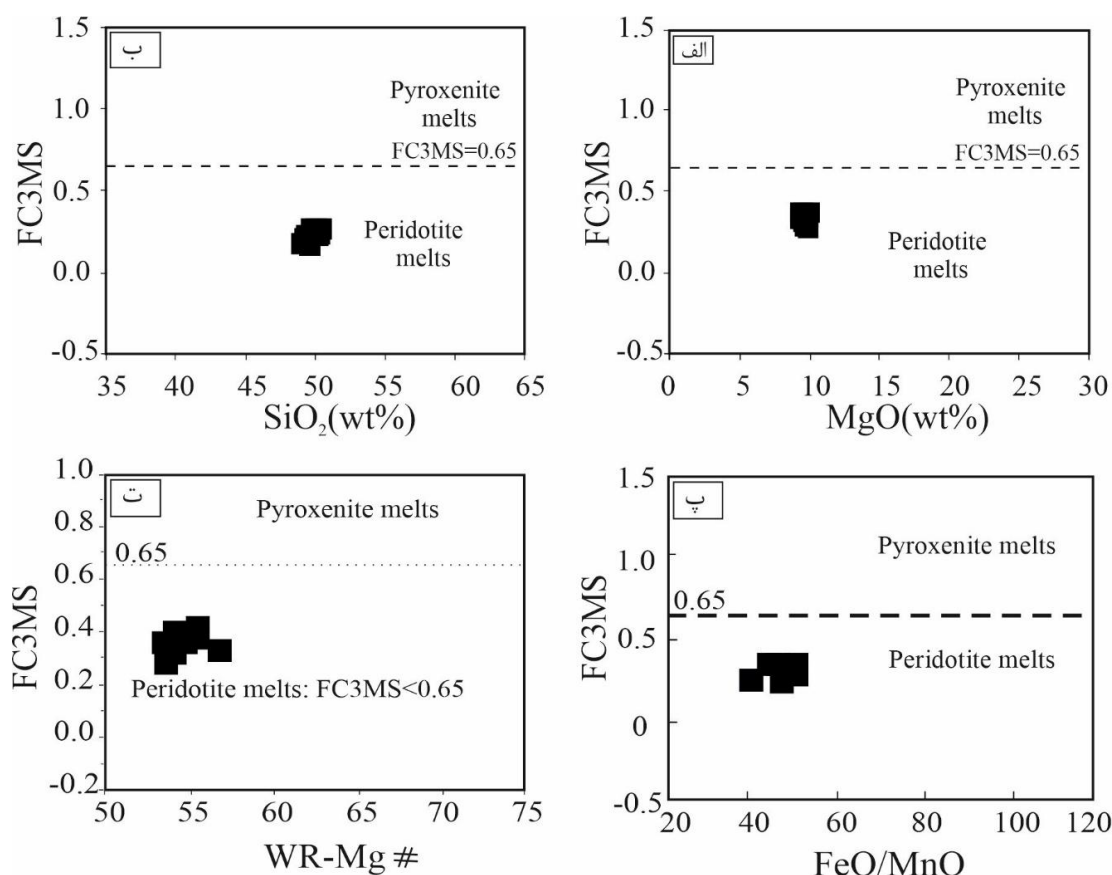 ب
1.5
1.0
0.5
0.0
-0.5
FC3MS
Pyroxenite
melts
FC3MS=0.65
Peridotite
melts
35 40 45 50 55 60 65
SiO₂(wt%)
الف
1.5
1.0
0.5
0.0
-0.5
FC3MS
Pyroxenite
melts
FC3MS=0.65
Peridotite
melts
0 5 10 15 20 25 30
MgO(wt%)
ت
1.0
0.8
0.65
0.6
0.4
0.2
0.0
-0.2
FC3MS
Pyroxenite melts
Peridotite melts: FC3MS<0.65
50 55 60 65 70 75
WR-Mg #
پ
1.5
1.0
0.65
0.5
0
-0.5
FC3MS
Pyroxenite melts
Peridotite melts
20 40 60 80 100 120
FeO/MnO